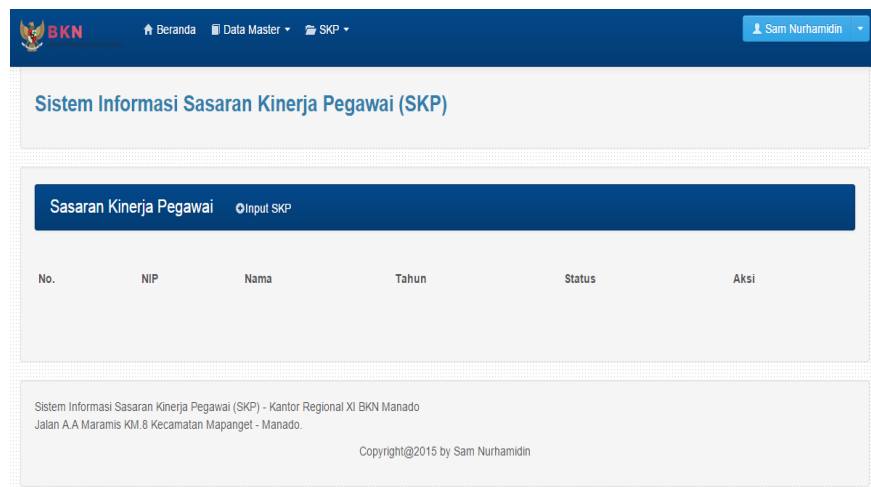 BKN
Beranda Data Master SKP Sam Nurhamidin
Sistem Informasi Sasaran Kinerja Pegawai (SKP)
Sasaran Kinerja Pegawai Input SKP
No. NIP Nama Tahun Status Aksi
Sistem Informasi Sasaran Kinerja Pegawai (SKP) - Kantor Regional XI BKN Manado
Jalan A.A Maramis KM.8 Kecamatan Mapanget - Manado.
Copyright@2015 by Sam Nurhamidin